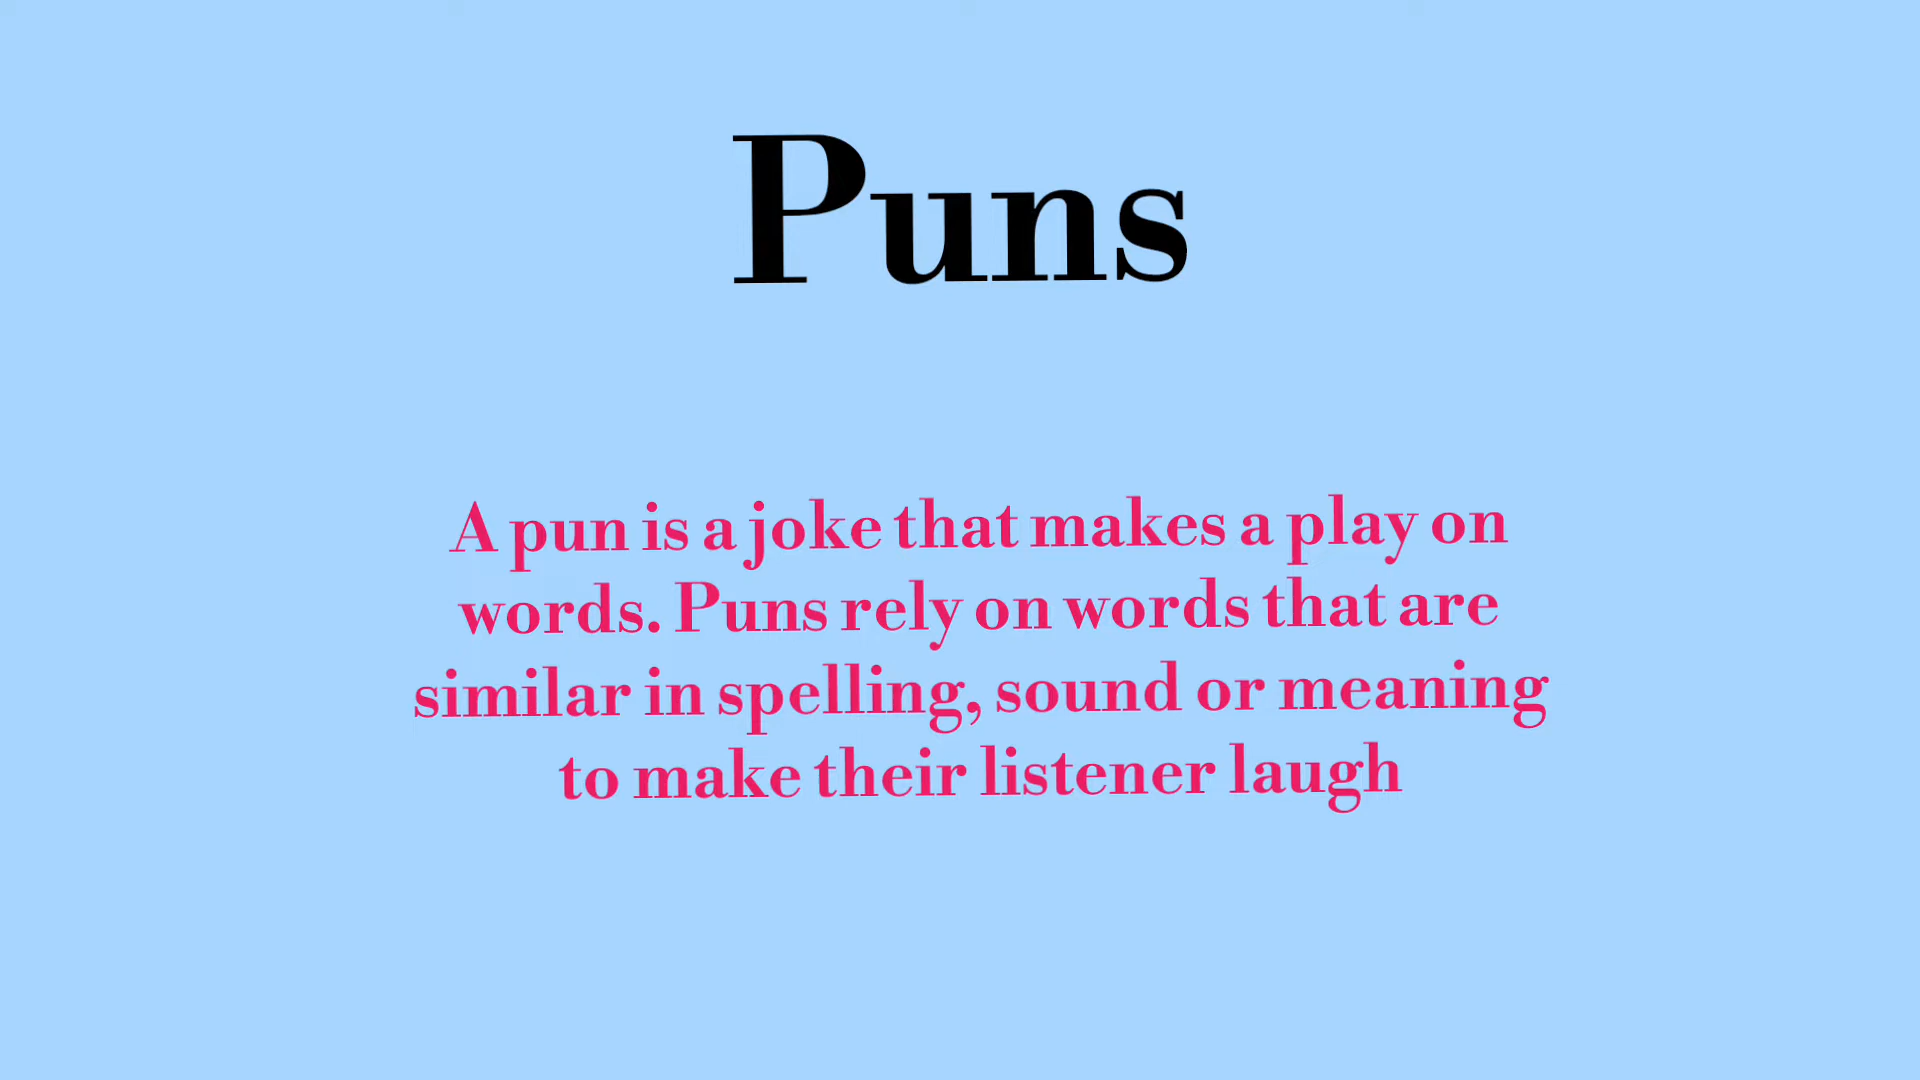 Puns
A pun is a joke that makes a play on
words. Puns rely on words that are
similar in spelling, sound or meaning
to make their listener laugh